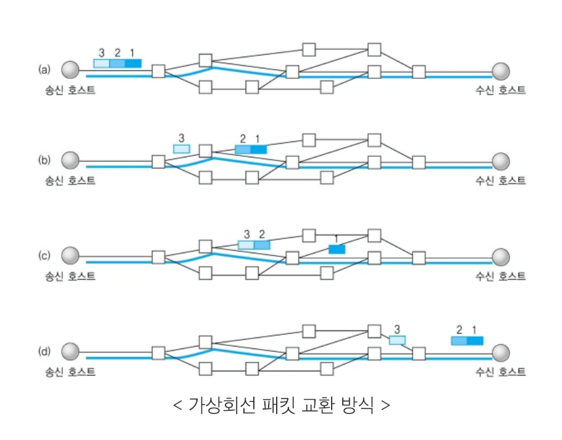 3 2 1
(a)
송신 호스트 수신 호스트
3 2 1
(b)
송신 호스트 수신 호스트
3 2 1
(c)
송신 호스트 수신 호스트
3 2 1
(d)
송신 호스트 수신 호스트
< 가상회선 패킷 교환 방식 >